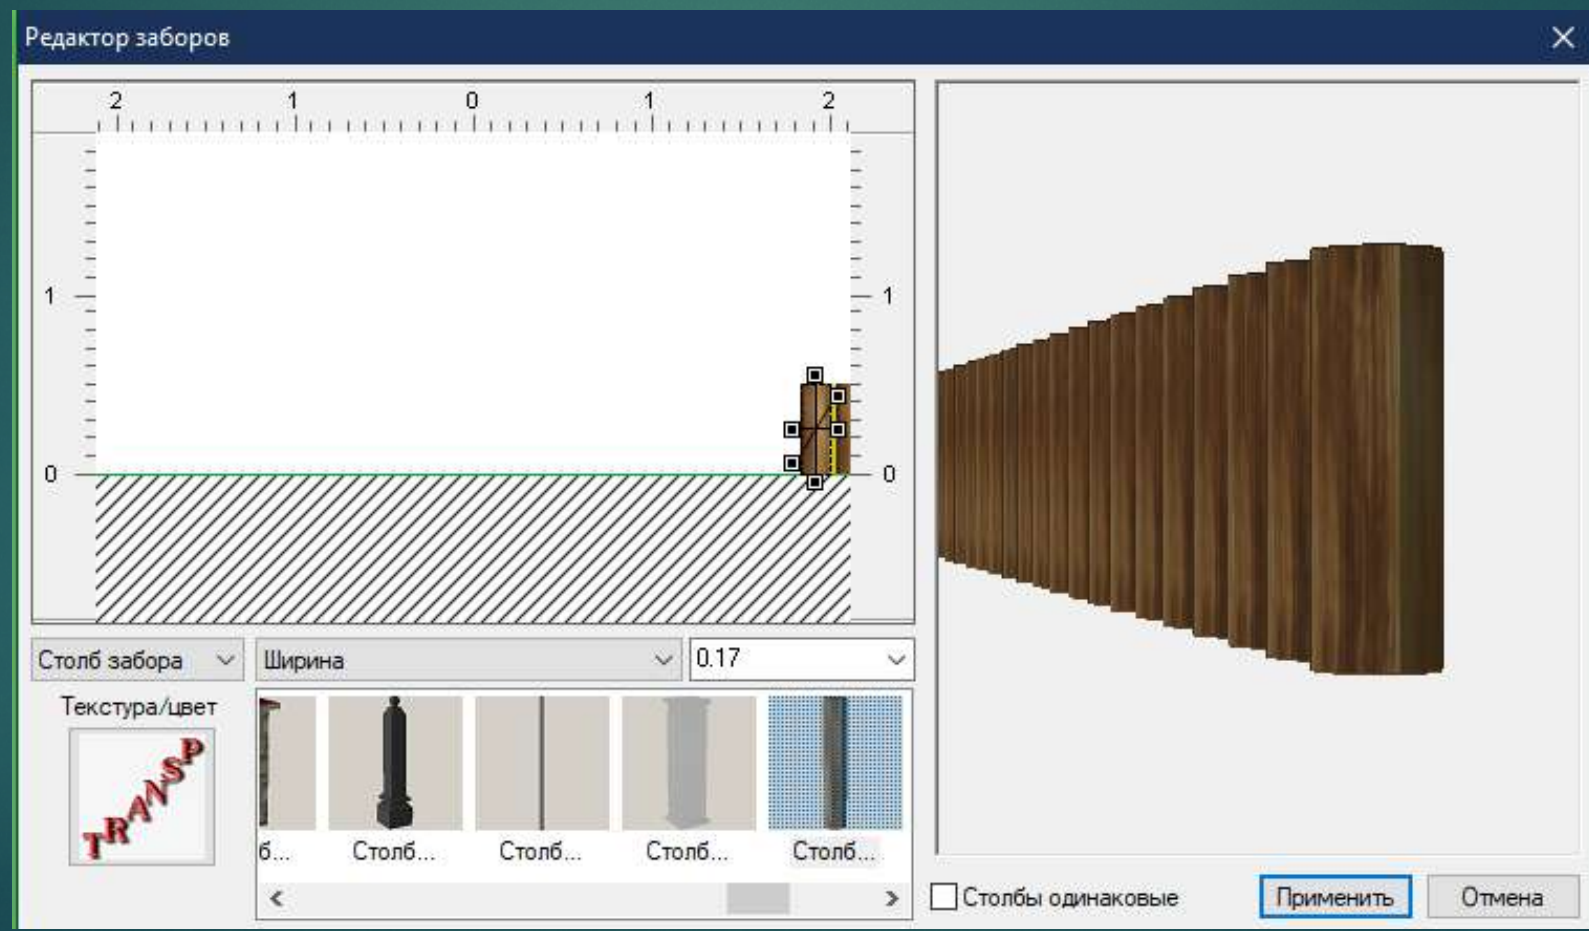 Редактор заборов
2 1 0 1 2
1 1
0 0
Столб забора Ширина 0.17
Текстура/цвет
TRANSP
б... Столб... Столб... Столб... Столб...
Столбы одинаковые Применить Отмена